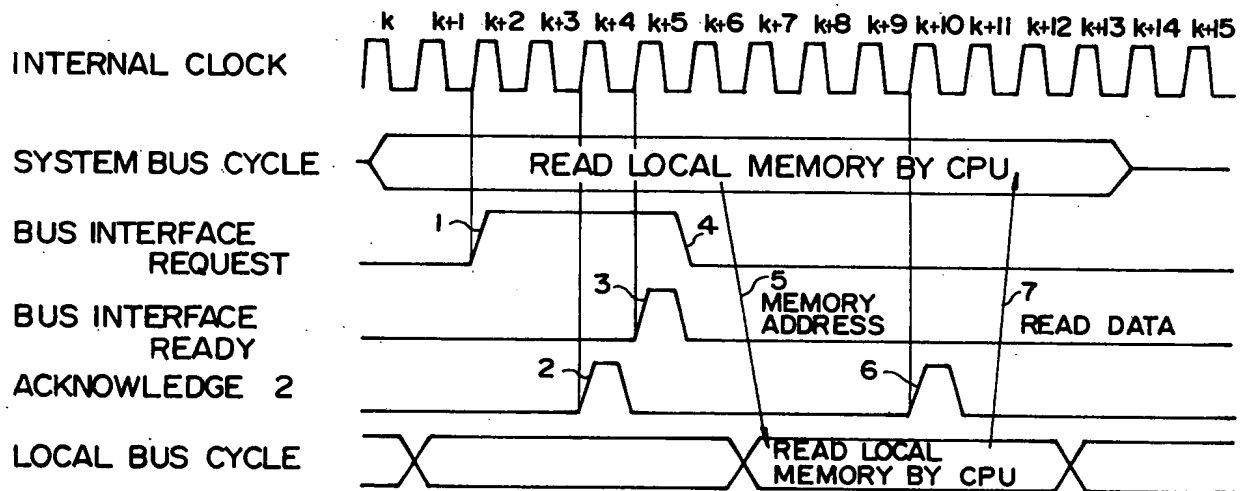 k k+1 k+2 k+3 k+4 k+5 k+6 k+7 k+8 k+9 k+10 k+11 k+12 k+13 k+14 k+15
INTERNAL CLOCK
SYSTEM BUS CYCLE
READ LOCAL MEMORY BY CPU
BUS INTERFACE
REQUEST
1
4
BUS INTERFACE
READY
3
5
MEMORY
ADDRESS
7
READ DATA
ACKNOWLEDGE 2
2
6
LOCAL BUS CYCLE
READ LOCAL
MEMORY BY CPU